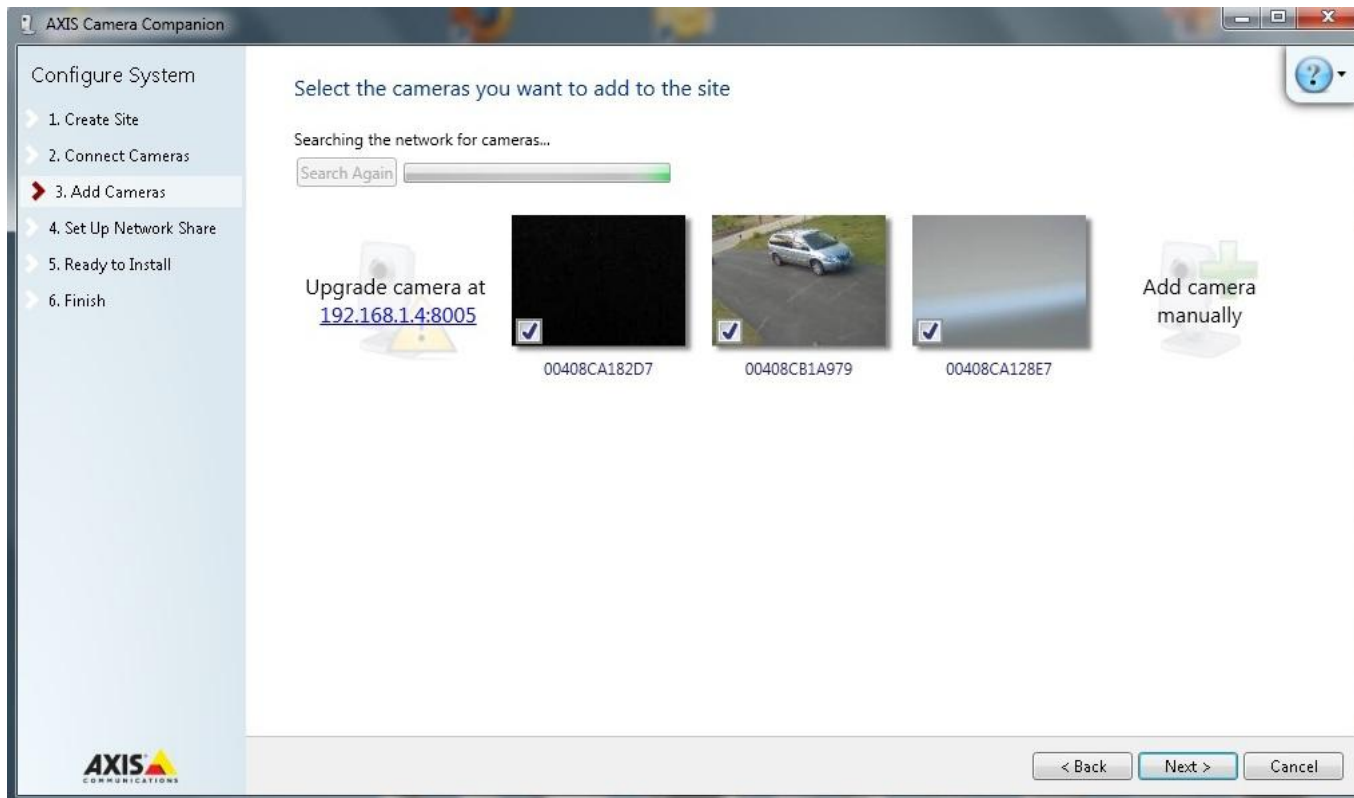 AXIS Camera Companion
Configure System
1. Create Site
2. Connect Cameras
3. Add Cameras
4. Set Up Network Share
5. Ready to Install
6. Finish
Select the cameras you want to add to the site
Searching the network for cameras...
Search Again
Upgrade camera at
192.168.1.4:8005
00408CA182D7
00408CB1A979
00408CA128E7
Add camera
manually
AXIS
COMMUNICATIONS
< Back
Next >
Cancel